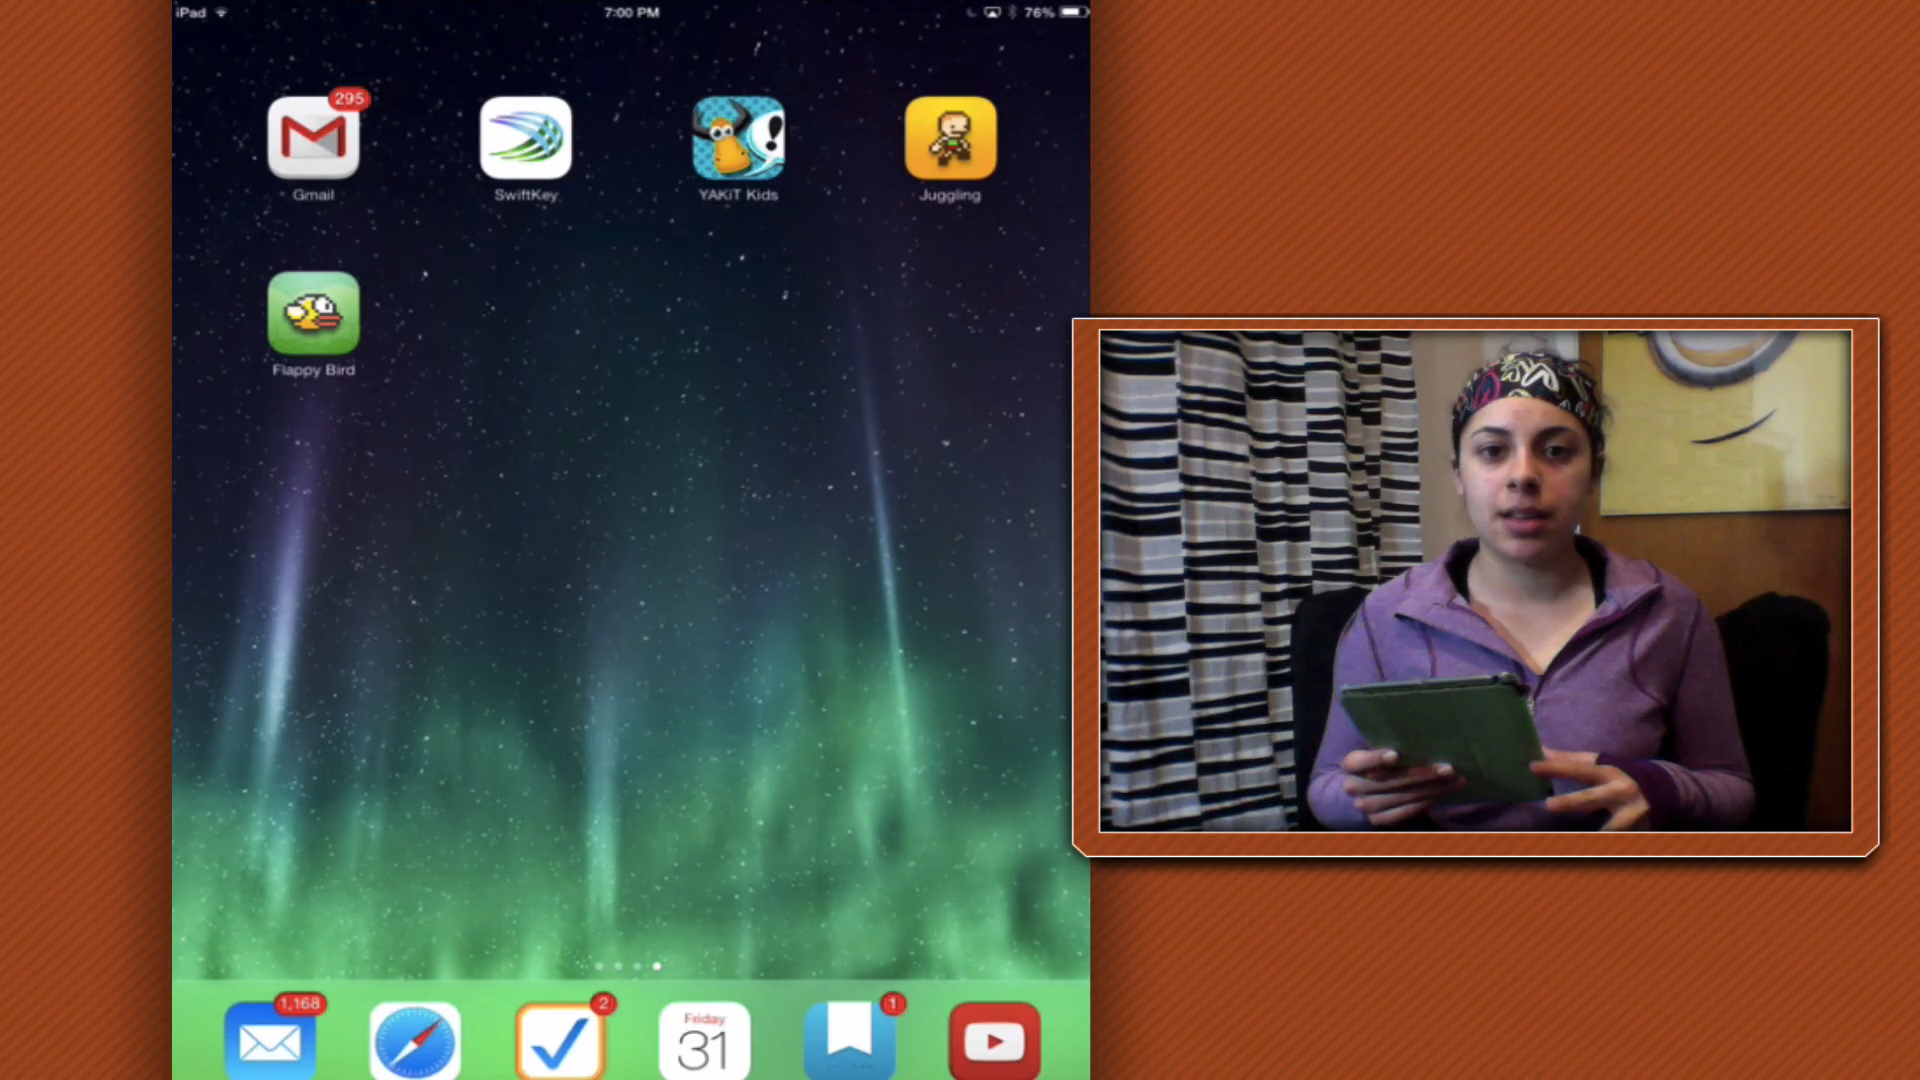 iPad 7:00 PM 76%
295
Gmail SwiftKey YAKiT Kids Juggling
Flappy Bird
1,168 2 Friday 1
31